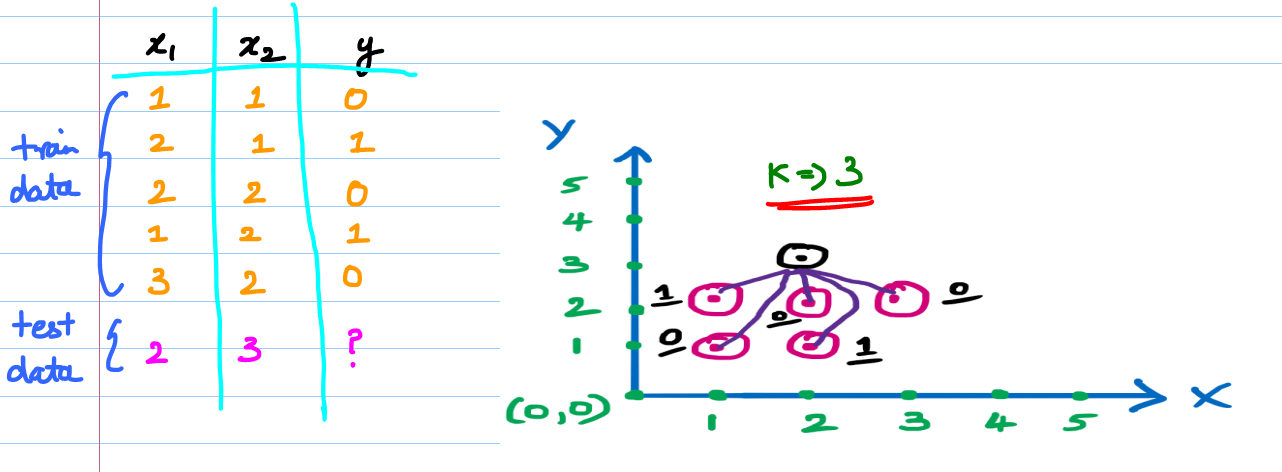 x₁ x₂ y
1 1 0
2 1 1
train data
2 2 0
1 2 1
3 2 0
test data
2 3 ?
Y
K => 3
5
4
3
2
1
1 0 0
0 1
(0,0)
1 2 3 4 5
X